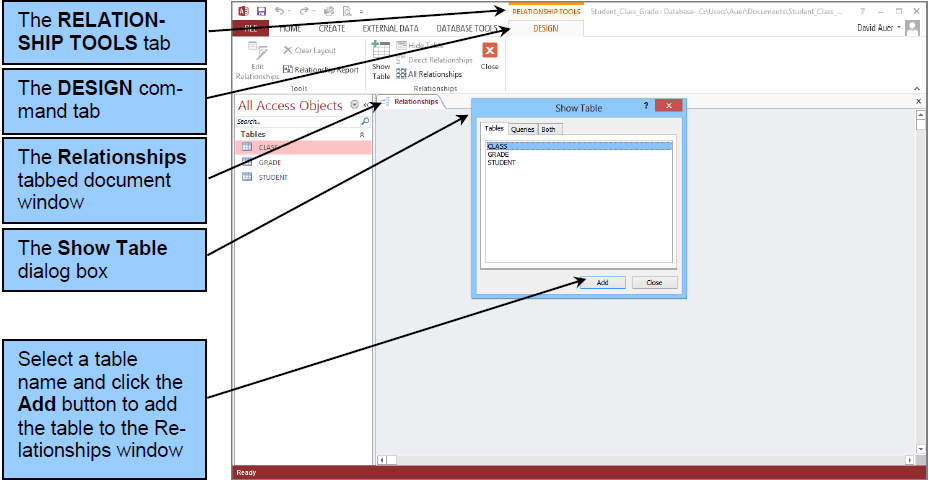 The RELATION-
SHIP TOOLS tab
The DESIGN com-
mand tab
The Relationships
tabbed document
window
The Show Table
dialog box
Select a table
name and click the
Add button to add
the table to the Re-
lationships window
RELATIONSHIP TOOLS
Student_Class_Grade : Database- C:\Users\Auer\Documents\Student_Class_...
FILE HOME CREATE EXTERNAL DATA DATABASE TOOLS DESIGN David Auer
Edit
Relationships
Clear Layout
Relationship Report
Tools
Show
Table
Hide Table
Direct Relationships
All Relationships
Relationships
Close
All Access Objects
Search..
Tables
CLASS
GRADE
STUDENT
Relationships
Show Table
Tables Queries Both
CLASS
GRADE
STUDENT
Add Close
Ready